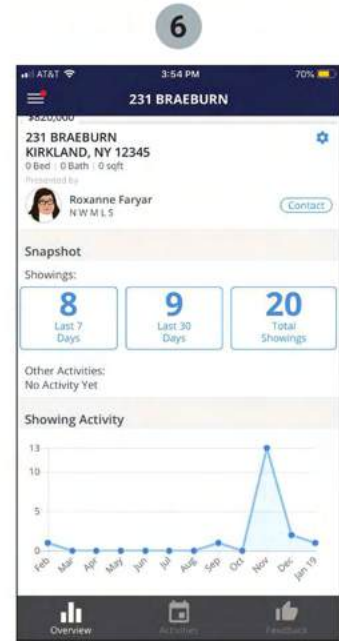 6
AT&T 3:54 PM 70%
231 BRAEBURN
$820,000
231 BRAEBURN
KIRKLAND, NY 12345
0 Bed | 0 Bath | 0 sqft
Presented by
Roxanne Faryar
NWMLS
Contact
Snapshot
Showings:
8 9 20
Last 7 Last 30 Total
Days Days Showings
Other Activities:
No Activity Yet
Showing Activity
13
10
5
0
Feb Mar Apr May Jun Jul Aug Sep Oct Nov Dec Jan 19
Overview Activities Feedback